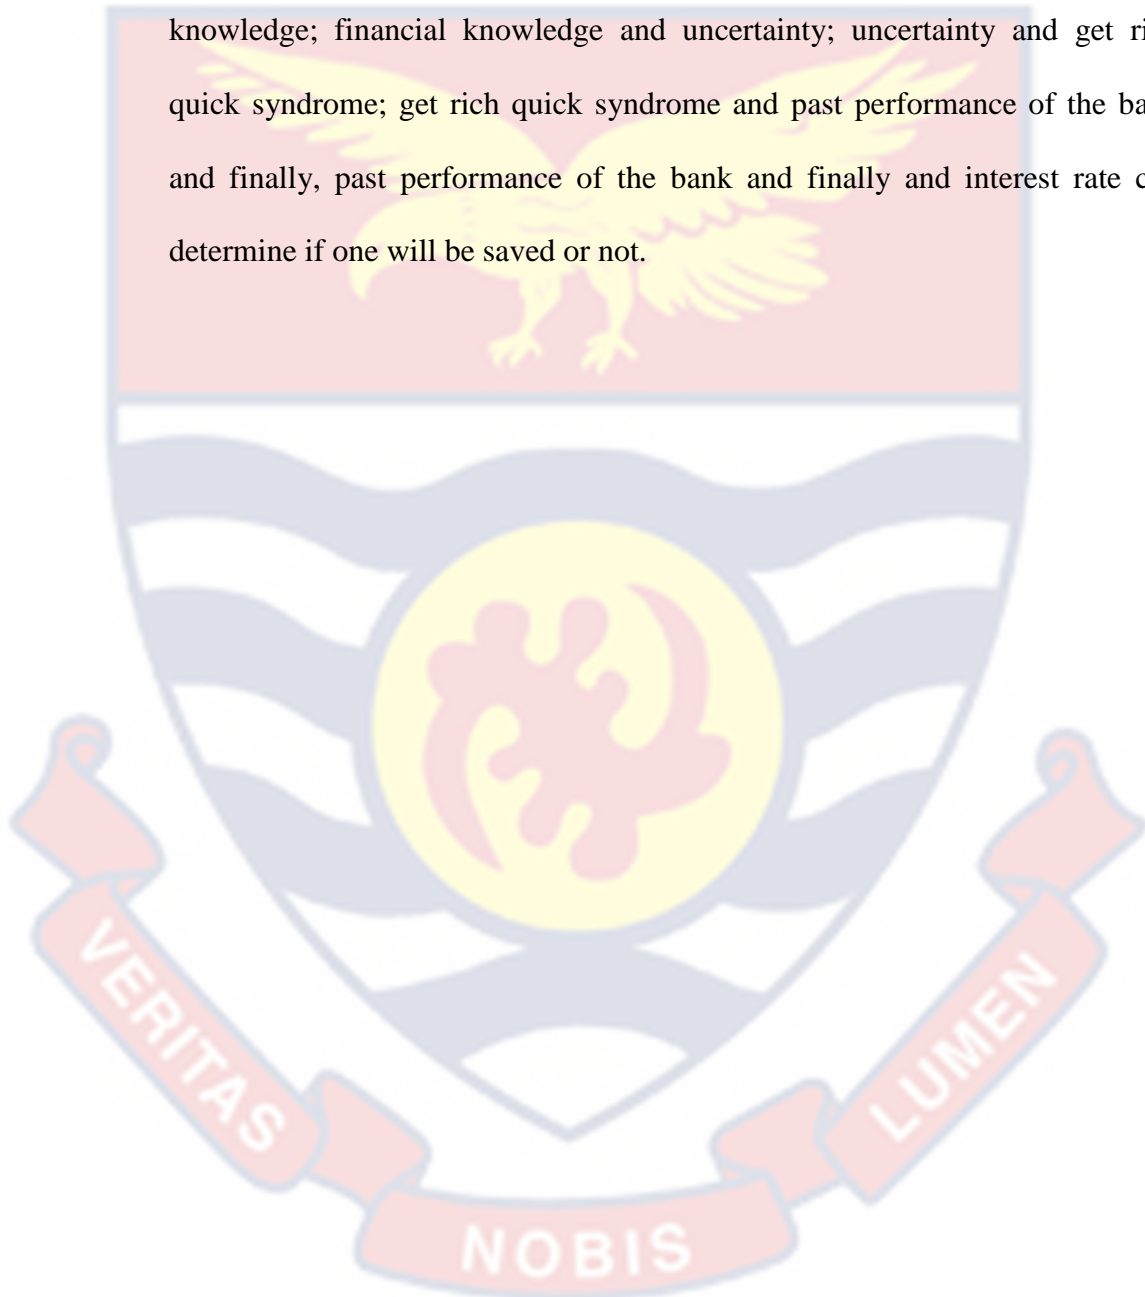 knowledge; financial knowledge and uncertainty; uncertainty and get ri
quick syndrome; get rich quick syndrome and past performance of the ba
and finally, past performance of the bank and finally and interest rate c
determine if one will be saved or not.
VERITAS
NOBIS
LUMEN